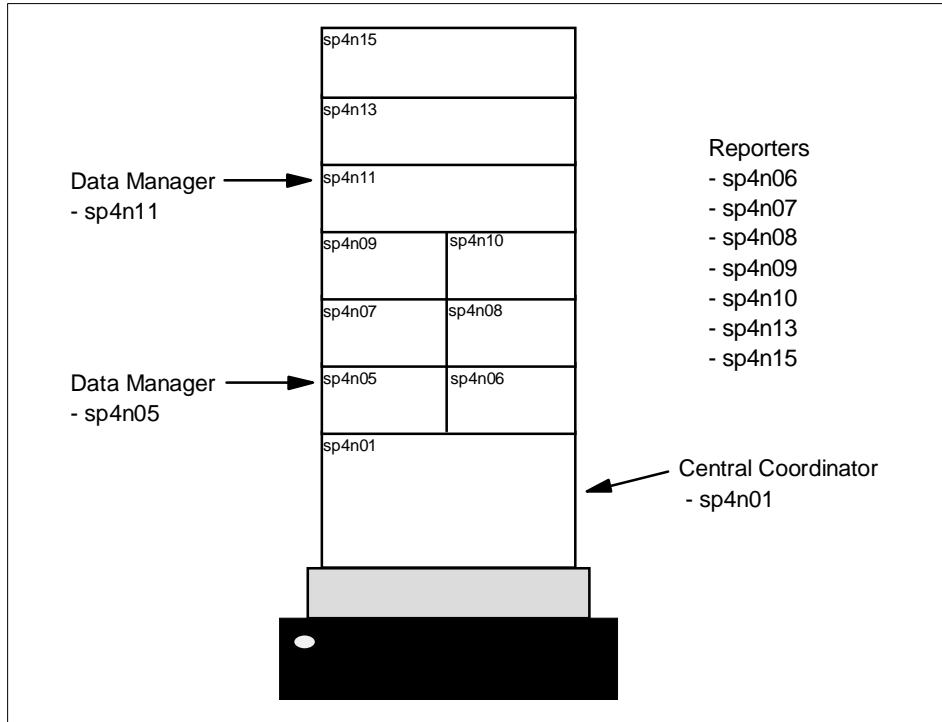 sp4n15
sp4n13
Data Manager
- sp4n11
sp4n11
sp4n09
sp4n10
sp4n07
sp4n08
Data Manager
- sp4n05
sp4n05
sp4n06
sp4n01
Reporters
- sp4n06
- sp4n07
- sp4n08
- sp4n09
- sp4n10
- sp4n13
- sp4n15
Central Coordinator
- sp4n01